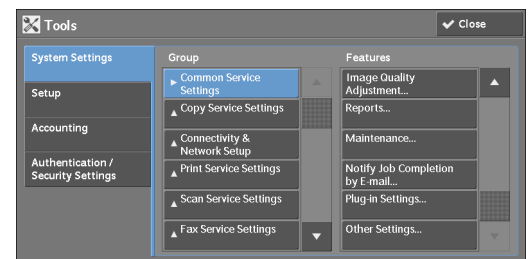 Tools
Close
System Settings
Setup
Accounting
Authentication /
Security Settings
Group
Common Service
Settings
Copy Service Settings
Connectivity &
Network Setup
Print Service Settings
Scan Service Settings
Fax Service Settings
Features
Image Quality
Adjustment...
Reports...
Maintenance...
Notify Job Completion
by E-mail...
Plug-in Settings...
Other Settings...